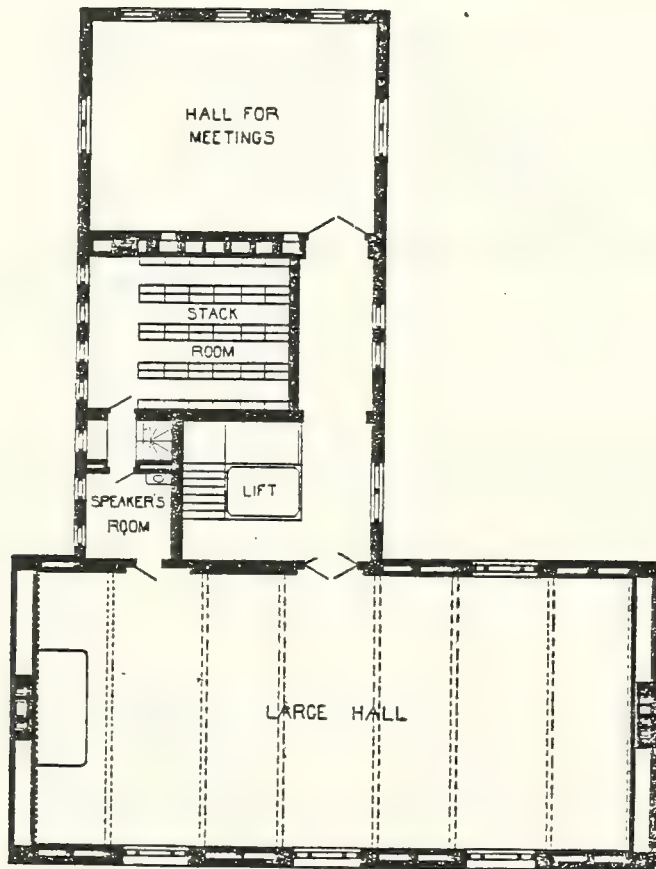 HALL FOR
MEETINGS
STACK
ROOM
LIFT
SPEAKER'S
ROOM
LARGE HALL